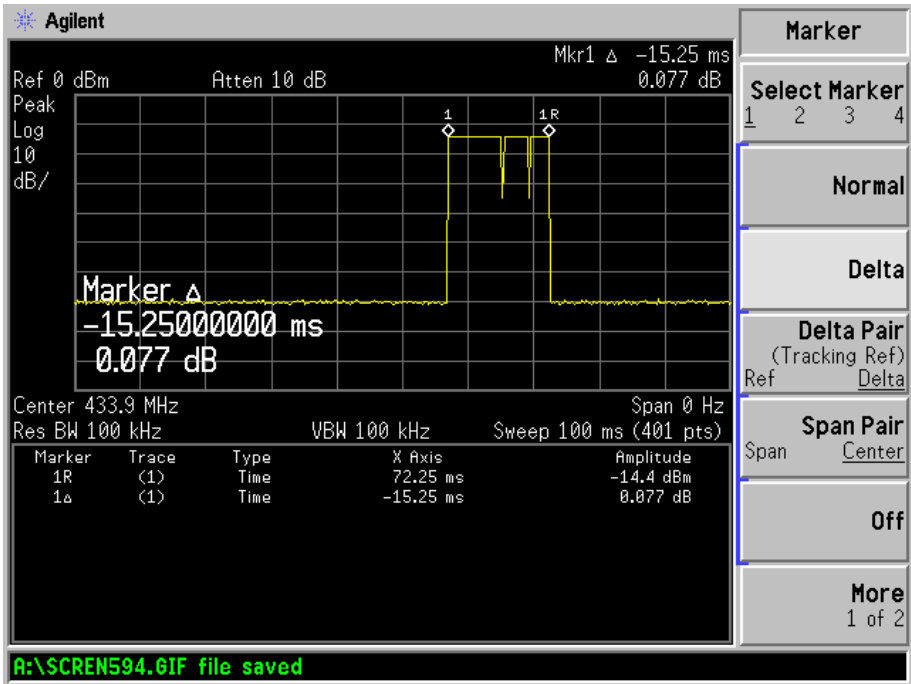 Agilent
Marker
Mkr1 Δ -15.25 ms
Ref 0 dBm Atten 10 dB 0.077 dB
Peak
Log
10
dB/
1 1R
Marker Δ
-15.25000000 ms
0.077 dB
Center 433.9 MHz Span 0 Hz
Res BW 100 kHz VBW 100 kHz Sweep 100 ms (401 pts)
Marker Trace Type X Axis Amplitude
1R (1) Time 72.25 ms -14.4 dBm
1Δ (1) Time -15.25 ms 0.077 dB
Select Marker
1 2 3 4
Normal
Delta
Delta Pair
(Tracking Ref)
Ref Delta
Span Pair
Span Center
Off
More
1 of 2
A:\SCREN594.GIF file saved